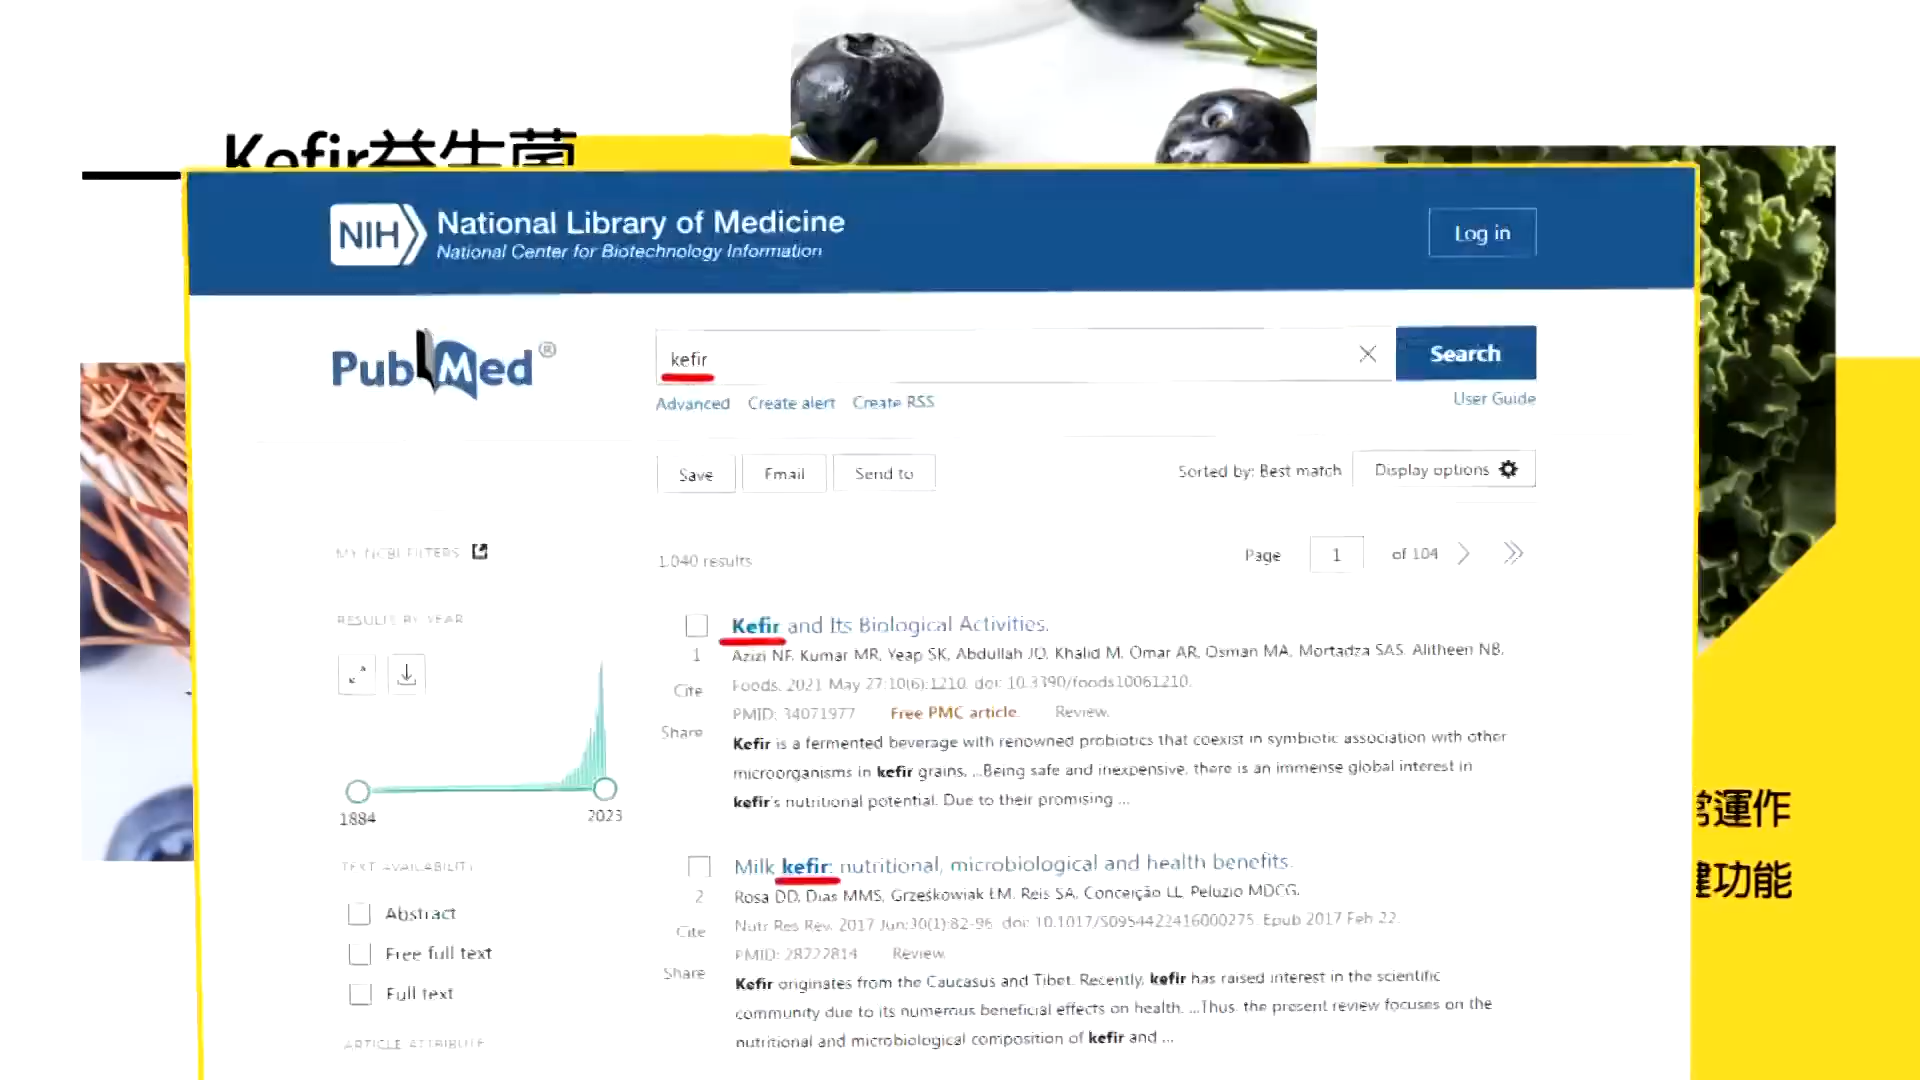 Kefir益生菌
NIH National Library of Medicine
National Center for Biotechnology Information
Log in
PubMed®
kefir
Search
Advanced Create alert Create RSS
User Guide
Save Email Send to
Sorted by: Best match Display options
MY NCBI FILTERS
1,040 results
Page 1 of 104
RESULTS BY YEAR
1884 2023
TEXT AVAILABILITY
Abstract
Free full text
Full text
ARTICLE ATTRIBUTE
Kefir and Its Biological Activities.
1
Cite
Share
Azizi NF, Kumar MR, Yeap SK, Abdullah JO, Khalid M, Omar AR, Osman MA, Mortadza SAS, Alitheen NB.
Foods. 2021 May 27;10(6):1210. doi: 10.3390/foods10061210.
PMID: 34071977 Free PMC article. Review.
Kefir is a fermented beverage with renowned probiotics that coexist in symbiotic association with other
microorganisms in kefir grains. ...Being safe and inexpensive, there is an immense global interest in
kefir's nutritional potential. Due to their promising ...
Milk kefir: nutritional, microbiological and health benefits.
2
Cite
Share
Rosa DD, Dias MMS, Grześkowiak ŁM, Reis SA, Conceição LL, Peluzio MDCG.
Nutr Res Rev. 2017 Jun;30(1):82-96. doi: 10.1017/S0954422416000275. Epub 2017 Feb 22.
PMID: 28222814 Review.
Kefir originates from the Caucasus and Tibet. Recently, kefir has raised interest in the scientific
community due to its numerous beneficial effects on health. ...Thus, the present review focuses on the
nutritional and microbiological composition of kefir and ...
運作
功能